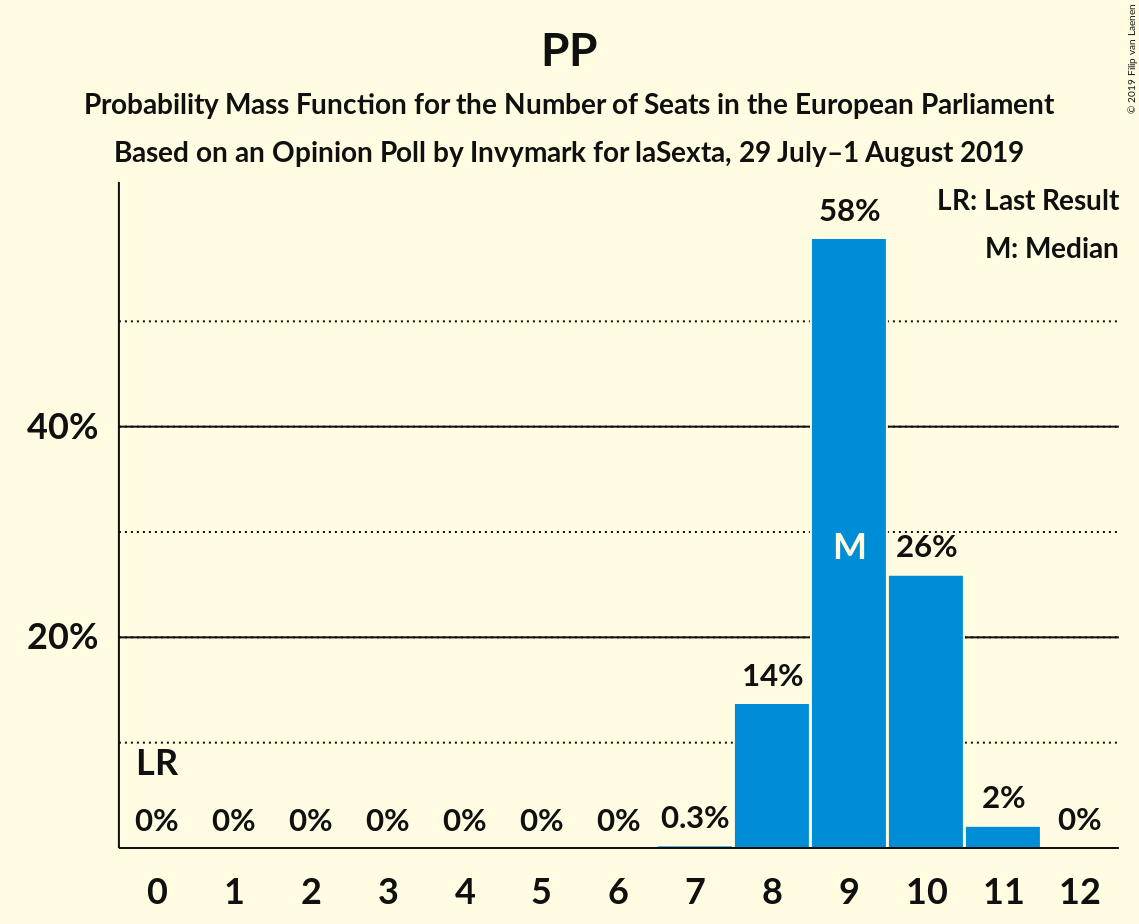 PP
Probability Mass Function for the Number of Seats in the European Parliament
Based on an Opinion Poll by Invymark for laSexta, 29 July–1 August 2019
© 2019 Filip van Laenen
LR: Last Result
M: Median
58%
40%
M
26%
20%
14%
LR
0% 0% 0% 0% 0% 0% 0% 0.3% 2% 0%
0 1 2 3 4 5 6 7 8 9 10 11 12